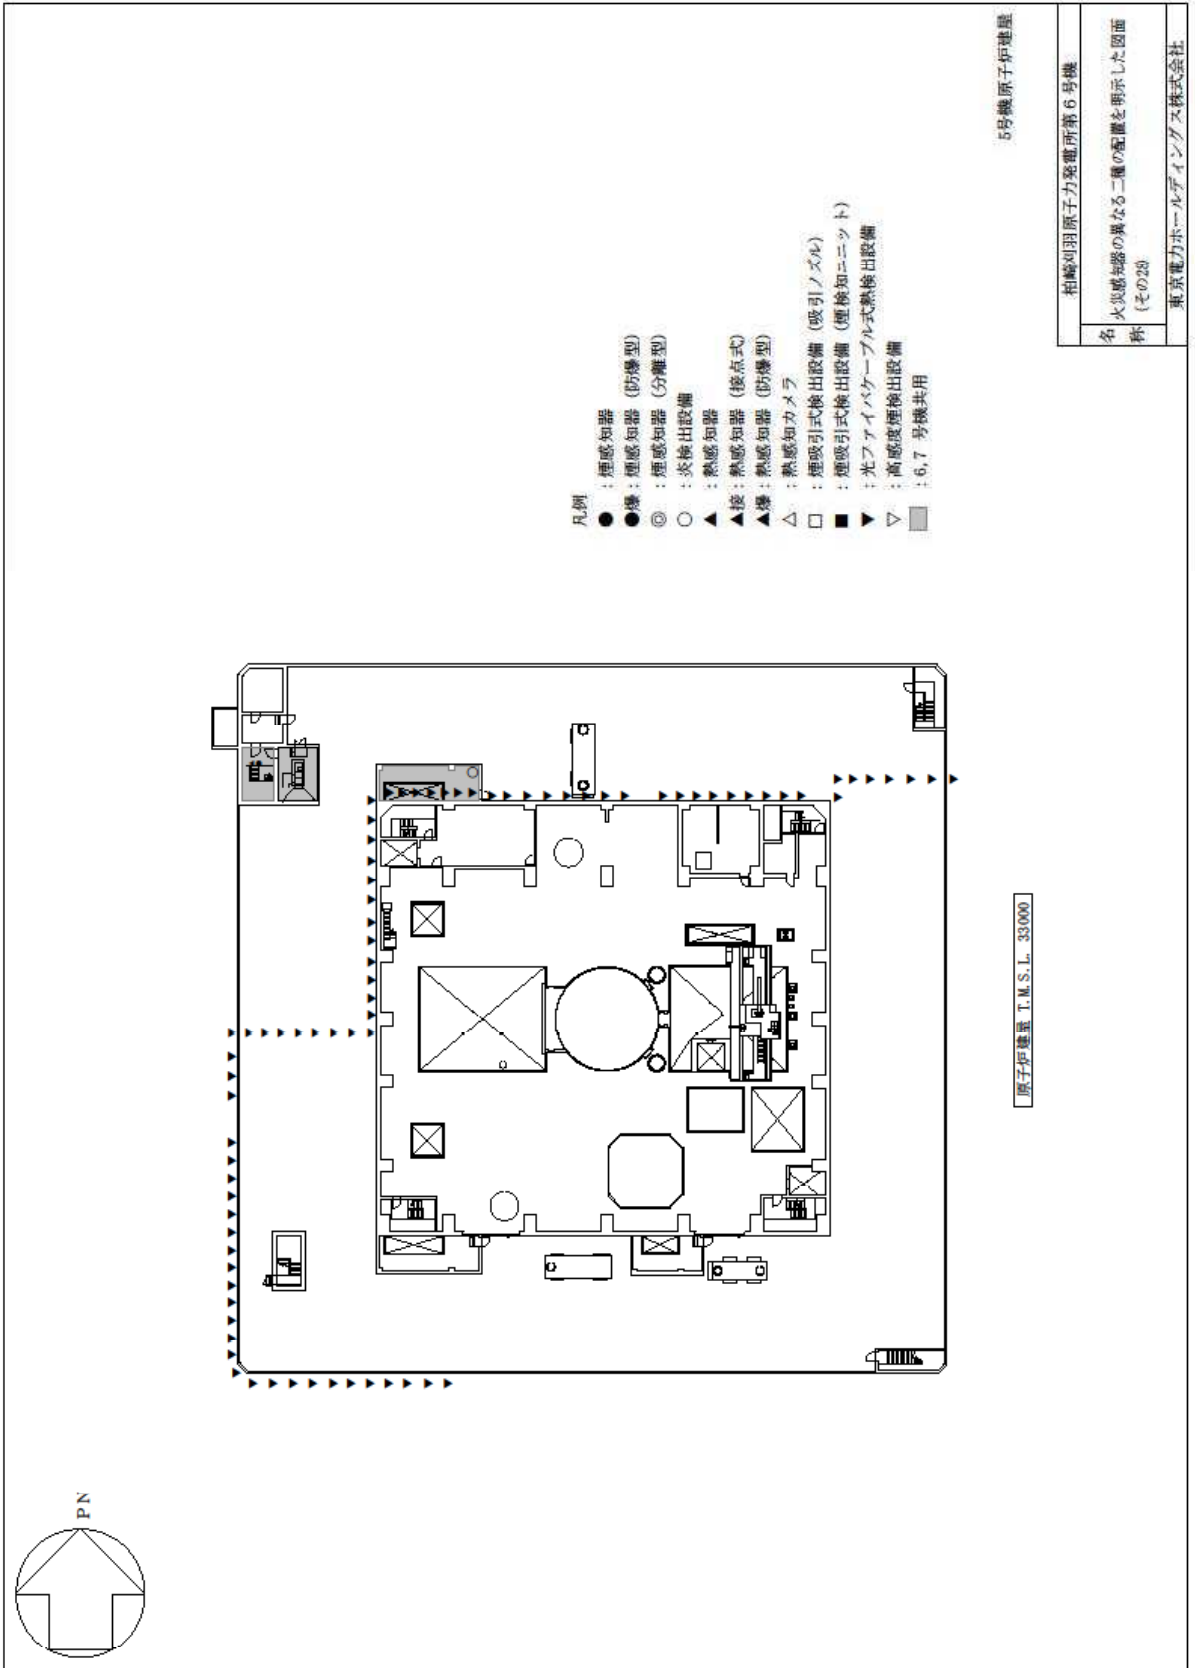 5号機原子炉建屋
凡例
● : 煙感知器
●爆 : 煙感知器 (防爆型)
◎ : 煙感知器 (分離型)
○ : 炎検出設備
▲ : 熱感知器
▲接 : 熱感知器 (接点式)
▲爆 : 熱感知器 (防爆型)
△ : 熱感知カメラ
□ : 煙吸引式検出設備 (吸引ノズル)
■ : 煙吸引式検出設備 (煙検知ユニット)
▼ : 光ファイバケーブル式熱検出設備
▽ : 高感度煙検出設備
: 6,7 号機共用
原子炉建屋 T.M.S.L. 33000
PN
柏崎刈羽原子力発電所第6号機
名称
火災感知器の異なる二種の配置を明示した図面
(その28)
東京電力ホールディングス株式会社